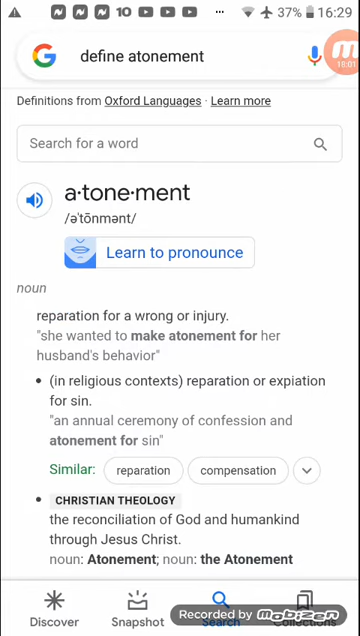 10 ... 37% 16:29
G define atonement
18:01
Definitions from Oxford Languages · Learn more
Search for a word
a·tone·ment
/əˈtōnmənt/
Learn to pronounce
noun
reparation for a wrong or injury.
"she wanted to make atonement for her
husband's behavior"
• (in religious contexts) reparation or expiation
for sin.
"an annual ceremony of confession and
atonement for sin"
Similar: reparation compensation
• CHRISTIAN THEOLOGY
the reconciliation of God and humankind
through Jesus Christ.
noun: Atonement; noun: the Atonement
Discover Snapshot Search Collections
Recorded by mobizen